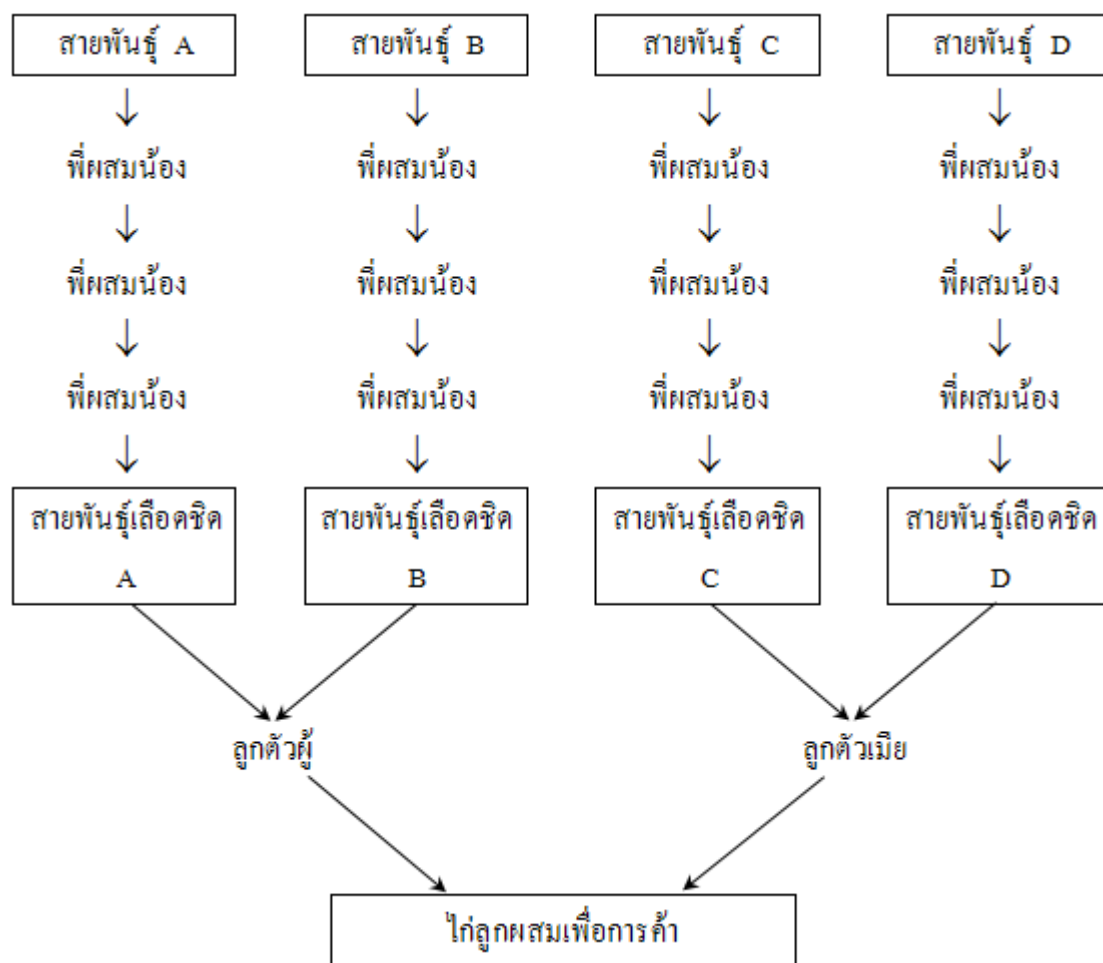 สายพันธุ์ A สายพันธุ์ B สายพันธุ์ C สายพันธุ์ D
พี่ผสมน้อง พี่ผสมน้อง พี่ผสมน้อง พี่ผสมน้อง
พี่ผสมน้อง พี่ผสมน้อง พี่ผสมน้อง พี่ผสมน้อง
พี่ผสมน้อง พี่ผสมน้อง พี่ผสมน้อง พี่ผสมน้อง
สายพันธุ์เลือดชิด สายพันธุ์เลือดชิด สายพันธุ์เลือดชิด สายพันธุ์เลือดชิด
A B C D
ลูกตัวผู้ ลูกตัวเมีย
ไก่ลูกผสมเพื่อการค้า